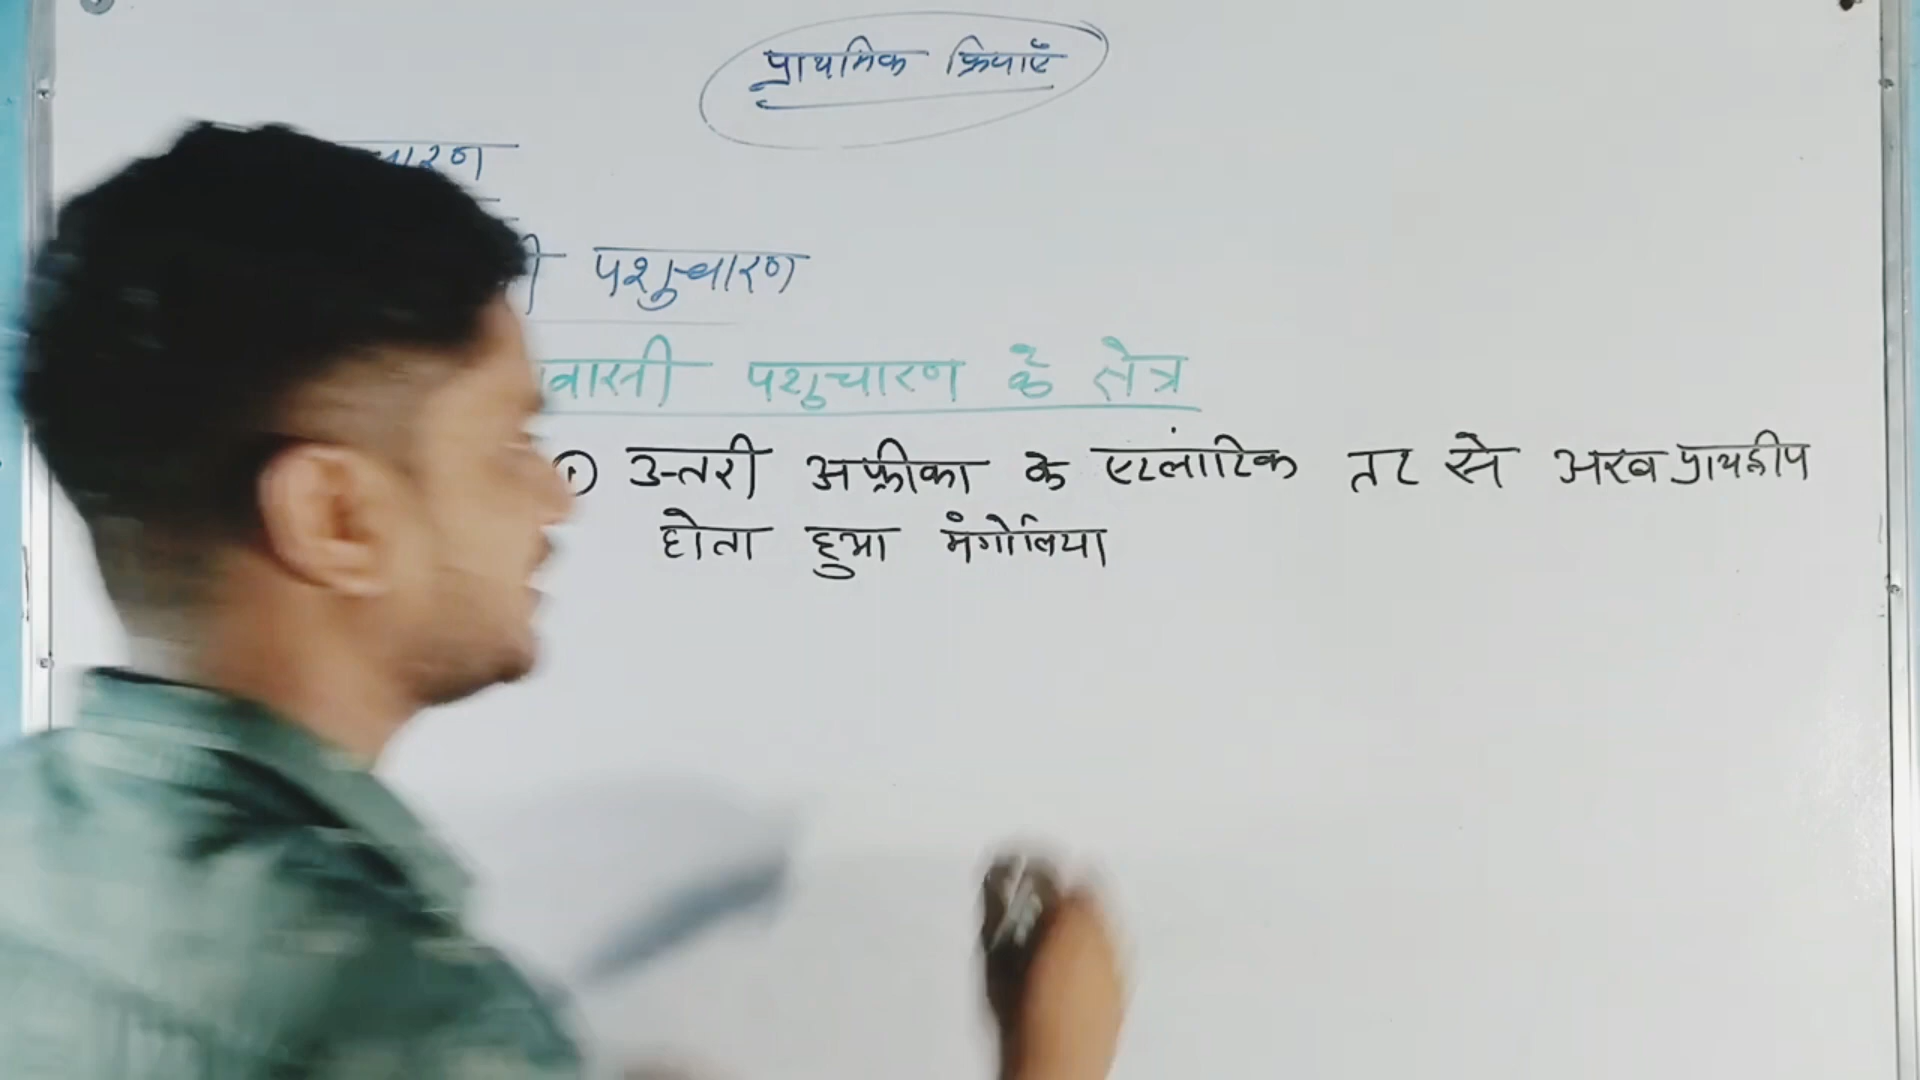 प्राथमिक क्रियाएँ
चारण
पशुचारण
वासी पशुचारण के क्षेत्र
① उत्तरी अफ्रीका के एटलांटिक तट से अरब प्रायद्वीप
होता हुआ मंगोलिया